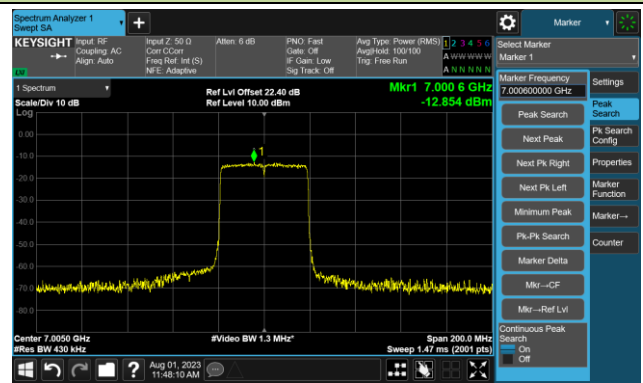 Spectrum Analyzer 1
Swept SA
Marker
KEYSIGHT Input: RF
Coupling: AC
Align: Auto
Input Z: 50 Ω
Corr CCorr
Freq Ref: Int (S)
NFE: Adaptive
Atten: 6 dB
PNO: Fast
Gate: Off
IF Gain: Low
Sig Track: Off
Avg Type: Power (RMS)
Avg|Hold: 100/100
Trig: Free Run
1 2 3 4 5 6
A W W W W W
A N N N N N
LXI
Select Marker
Marker 1
1 Spectrum
Scale/Div 10 dB
Log
Ref Lvl Offset 22.40 dB
Ref Level 10.00 dBm
Mkr1 7.000 6 GHz
-12.854 dBm
0.00
-10.0
-20.0
-30.0
-40.0
-50.0
-60.0
-70.0
-80.0
1
Center 7.0050 GHz
#Res BW 430 kHz
#Video BW 1.3 MHz*
Span 200.0 MHz
Sweep 1.47 ms (2001 pts)
Marker Frequency
7.000600000 GHz
Peak Search
Next Peak
Next Pk Right
Next Pk Left
Minimum Peak
Pk-Pk Search
Marker Delta
Mkr→CF
Mkr→Ref Lvl
Continuous Peak
Search
On
Off
Settings
Peak
Search
Pk Search
Config
Properties
Marker
Function
Marker→
Counter
Aug 01, 2023
11:48:10 AM